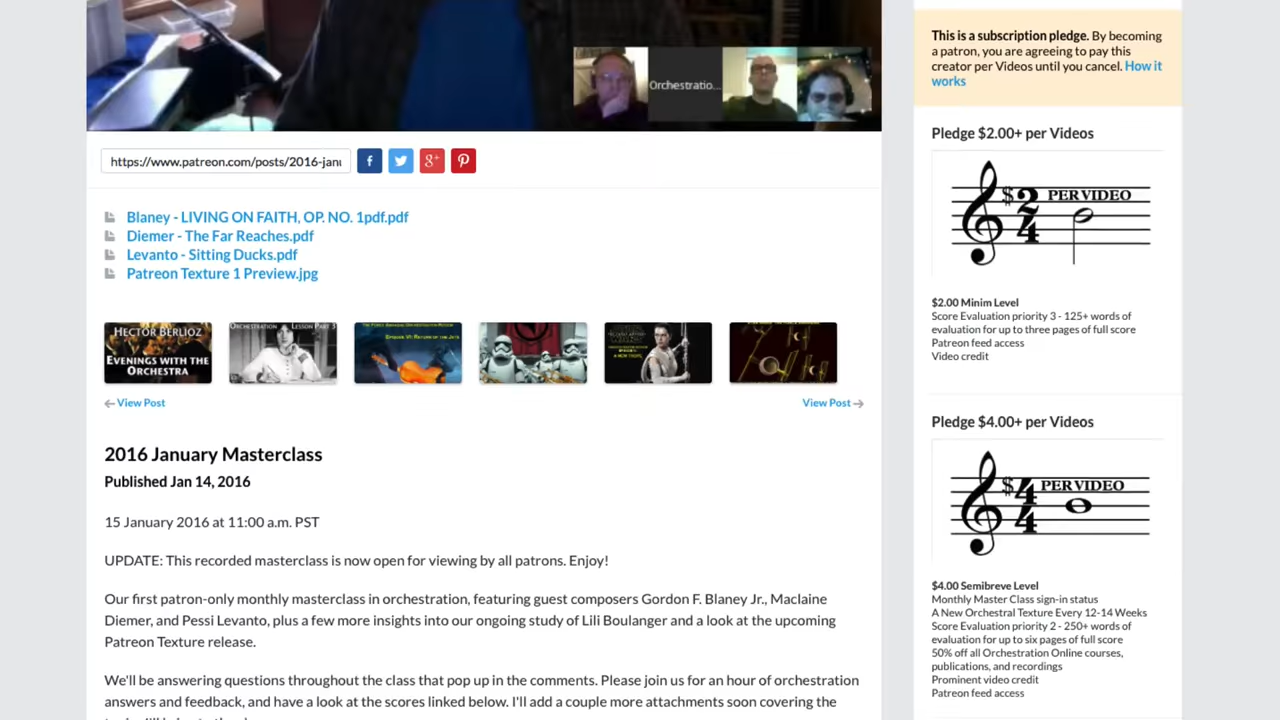 Orchestratio...
https://www.patreon.com/posts/2016-janu
Blaney - LIVING ON FAITH, OP. NO. 1pdf.pdf
Diemer - The Far Reaches.pdf
Levanto - Sitting Ducks.pdf
Patreon Texture 1 Preview.jpg
HECTOR BERLIOZ
EVENINGS WITH THE
ORCHESTRA
ORCHESTRATION LESSON PART 3
View Post
View Post
2016 January Masterclass
Published Jan 14, 2016
15 January 2016 at 11:00 a.m. PST
UPDATE: This recorded masterclass is now open for viewing by all patrons. Enjoy!
Our first patron-only monthly masterclass in orchestration, featuring guest composers Gordon F. Blaney Jr., Maclaine
Diemer, and Pessi Levanto, plus a few more insights into our ongoing study of Lili Boulanger and a look at the upcoming
Patreon Texture release.
We'll be answering questions throughout the class that pop up in the comments. Please join us for an hour of orchestration
answers and feedback, and have a look at the scores linked below. I'll add a couple more attachments soon covering the
This is a subscription pledge. By becoming
a patron, you are agreeing to pay this
creator per Videos until you cancel. How it
works
Pledge $2.00+ per Videos
$2/4 PER VIDEO
$2.00 Minim Level
Score Evaluation priority 3 - 125+ words of
evaluation for up to three pages of full score
Patreon feed access
Video credit
Pledge $4.00+ per Videos
$4/4 PER VIDEO
$4.00 Semibreve Level
Monthly Master Class sign-in status
A New Orchestral Texture Every 12-14 Weeks
Score Evaluation priority 2 - 250+ words of
evaluation for up to six pages of full score
50% off all Orchestration Online courses,
publications, and recordings
Prominent video credit
Patreon feed access